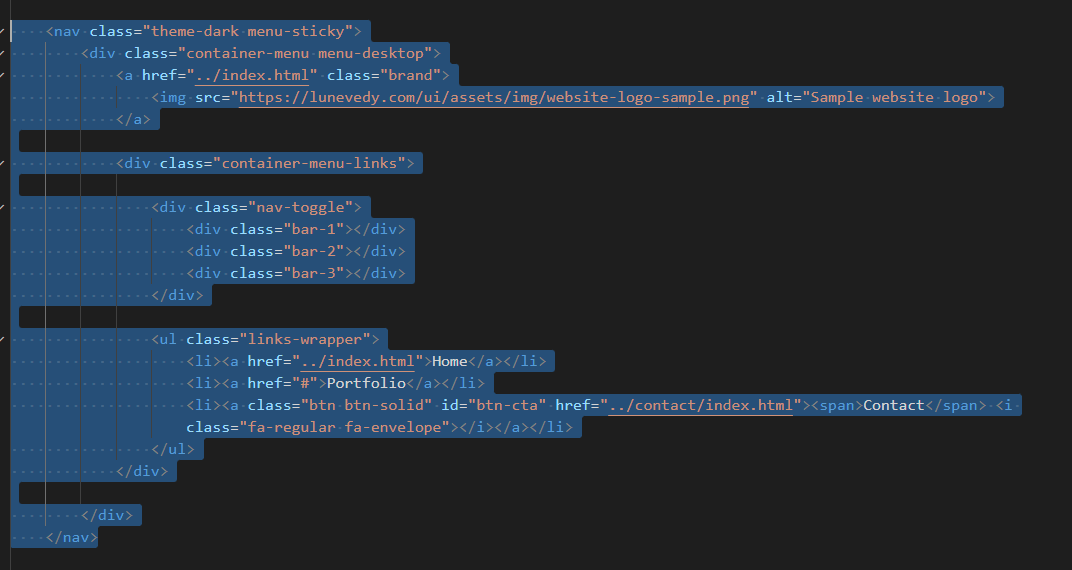 <nav class="theme-dark menu-sticky">
<div class="container-menu menu-desktop">
<a href="../index.html" class="brand">
<img src="https://lunevedy.com/ui/assets/img/website-logo-sample.png" alt="Sample website logo">
</a>
<div class="container-menu-links">
<div class="nav-toggle">
<div class="bar-1"></div>
<div class="bar-2"></div>
<div class="bar-3"></div>
</div>
<ul class="links-wrapper">
<li><a href="../index.html">Home</a></li>
<li><a href="#">Portfolio</a></li>
<li><a class="btn btn-solid" id="btn-cta" href="../contact/index.html"><span>Contact</span> <i
class="fa-regular fa-envelope"></i></a></li>
</ul>
</div>
</div>
</nav>